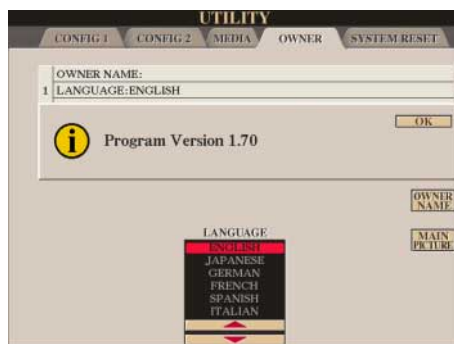 UTILITY
CONFIG 1 CONFIG 2 MEDIA OWNER SYSTEM RESET
OWNER NAME:
1 LANGUAGE:ENGLISH
OK
i Program Version 1.70
OWNER
NAME
LANGUAGE
MAIN
PICTURE
ENGLISH
JAPANESE
GERMAN
FRENCH
SPANISH
ITALIAN